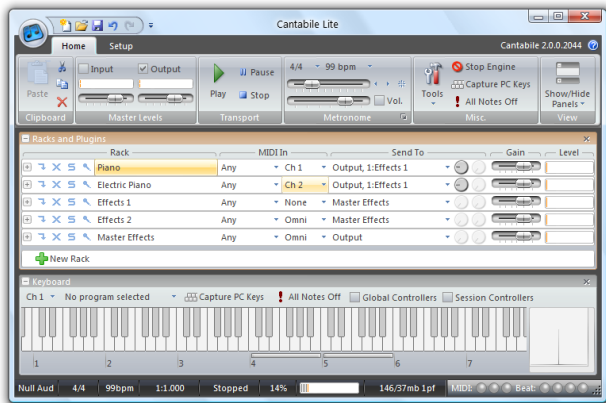 Cantabile Lite
Home Setup Cantabile 2.0.0.2044
Input Output 4/4 99 bpm Stop Engine
Paste Play Pause Tools Capture PC Keys Show/Hide
Stop Vol. All Notes Off Panels
Clipboard Master Levels Transport Metronome Misc. View
Racks and Plugins
Rack MIDI In Send To Gain Level
Piano Any Ch 1 Output, 1:Effects 1
Electric Piano Any Ch 2 Output, 1:Effects 1
Effects 1 Any None Master Effects
Effects 2 Any Omni Master Effects
Master Effects Any Omni Output
New Rack
Keyboard
Ch 1 No program selected Capture PC Keys All Notes Off Global Controllers Session Controllers
1 2 3 4 5 6 7
Null Aud 4/4 99bpm 1:1.000 Stopped 14% 146/37mb 1pf MIDI: Beat: